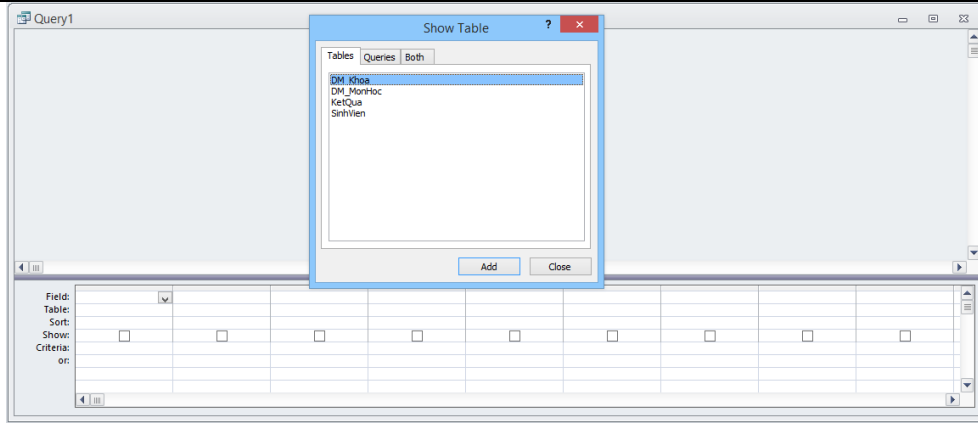 Query1
Show Table
?
Tables Queries Both
DM_Khoa
DM_MonHoc
KetQua
SinhVien
Add Close
Field:
Table:
Sort:
Show:
Criteria:
or: